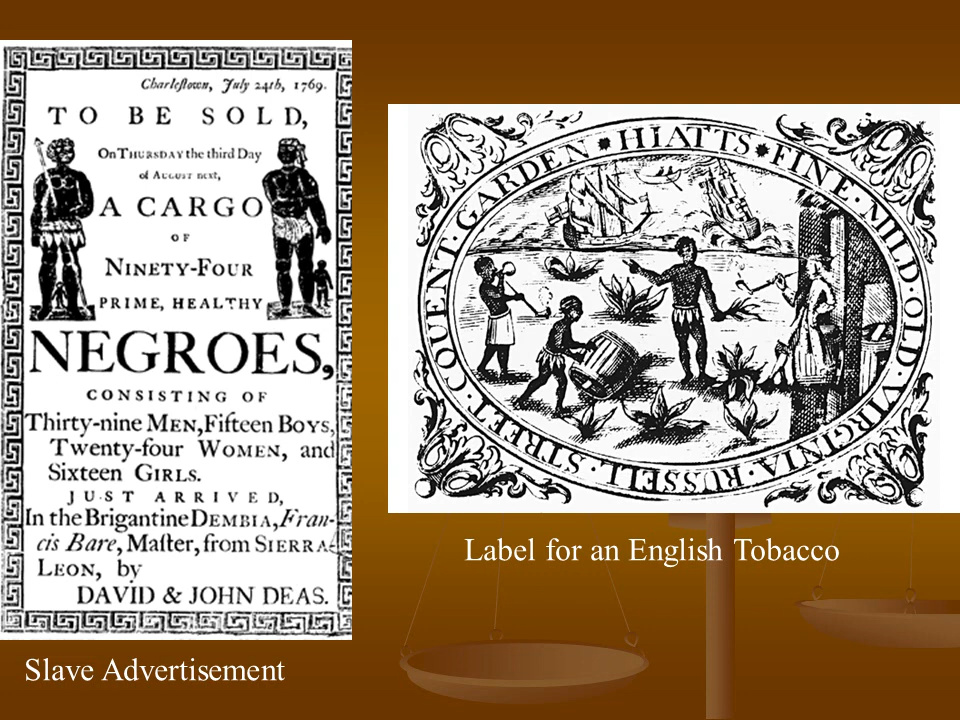 Charlestown, July 24th, 1769.
TO BE SOLD,
On THURSDAY the third Day
of AUGUST next,
A CARGO
OF
NINETY-FOUR
PRIME, HEALTHY
NEGROES,
CONSISTING OF
Thirty-nine MEN, Fifteen BOYS,
Twenty-four WOMEN, and
Sixteen GIRLS.
JUST ARRIVED,
In the Brigantine DEMBIA, Fran-
cis Bare, Master, from SIERRA-
LEON, by
DAVID & JOHN DEAS.
Slave Advertisement
COUENT·GARDEN * HIATTS * FINE·MILD·OLD·VIRGINIA·RUSSELL·STREET·
Label for an English Tobacco